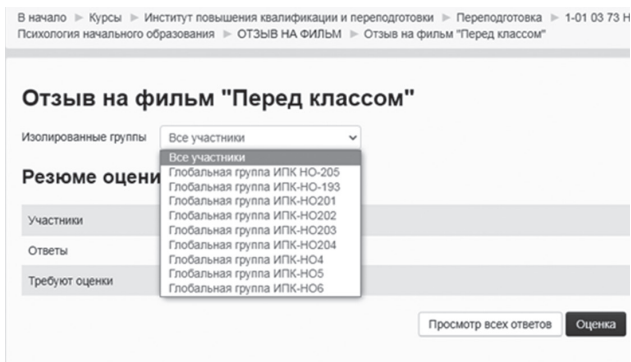 В начало ► Курсы ► Институт повышения квалификации и переподготовки ► Переподготовка ► 1-01 03 73 Н
Психология начального образования ► ОТЗЫВ НА ФИЛЬМ ► Отзыв на фильм "Перед классом"
Отзыв на фильм "Перед классом"
Изолированные группы Все участники
Все участники
Глобальная группа ИПК НО-205
Глобальная группа ИПК-НО-193
Глобальная группа ИПК-НО201
Глобальная группа ИПК-НО202
Глобальная группа ИПК-НО203
Глобальная группа ИПК-НО204
Глобальная группа ИПК-НО4
Глобальная группа ИПК-НО5
Глобальная группа ИПК-НО6
Резюме оцени
Участники
Ответы
Требуют оценки
Просмотр всех ответов Оценка